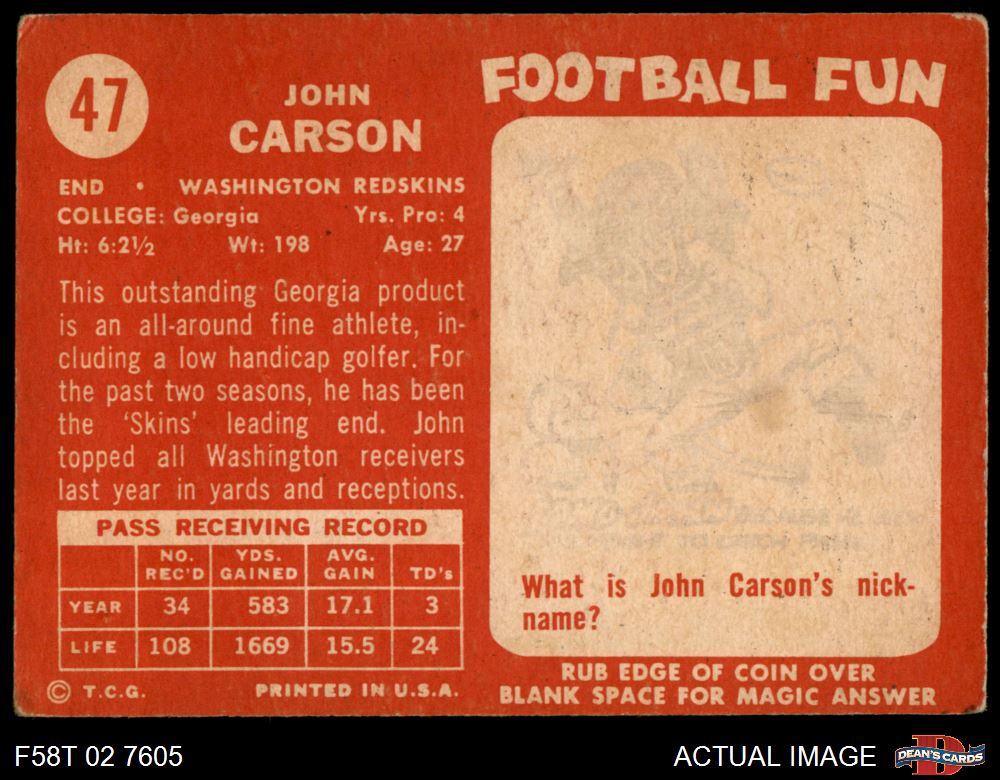 47
JOHN
CARSON
END • WASHINGTON REDSKINS
COLLEGE: Georgia Yrs. Pro: 4
Ht: 6:2½ Wt: 198 Age: 27
This outstanding Georgia product
is an all-around fine athlete, in-
cluding a low handicap golfer. For
the past two seasons, he has been
the 'Skins' leading end. John
topped all Washington receivers
last year in yards and receptions.
PASS RECEIVING RECORD
NO. REC'D YDS. GAINED AVG. GAIN TD's
YEAR 34 583 17.1 3
LIFE 108 1669 15.5 24
© T.C.G. PRINTED IN U.S.A.
FOOTBALL FUN
What is John Carson's nick-
name?
RUB EDGE OF COIN OVER
BLANK SPACE FOR MAGIC ANSWER
F58T 02 7605
ACTUAL IMAGE
D
DEAN'S CARDS